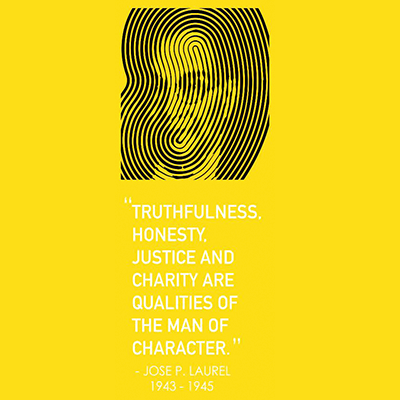 “TRUTHFULNESS,
HONESTY,
JUSTICE AND
CHARITY ARE
QUALITIES OF
THE MAN OF
CHARACTER.”
- JOSE P. LAUREL
1943 - 1945